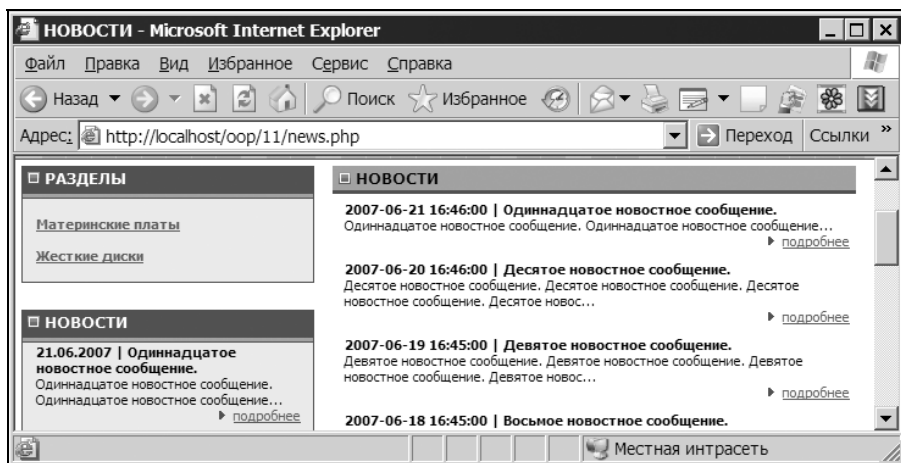 НОВОСТИ - Microsoft Internet Explorer
Файл Правка Вид Избранное Сервис Справка
Назад Поиск Избранное
Адрес: http://localhost/oop/11/news.php Переход Ссылки »
РАЗДЕЛЫ
Материнские платы
Жесткие диски
НОВОСТИ
21.06.2007 | Одиннадцатое
новостное сообщение.
Одиннадцатое новостное сообщение.
Одиннадцатое новостное сообщение...
подробнее
НОВОСТИ
2007-06-21 16:46:00 | Одиннадцатое новостное сообщение.
Одиннадцатое новостное сообщение. Одиннадцатое новостное сообщение...
подробнее
2007-06-20 16:46:00 | Десятое новостное сообщение.
Десятое новостное сообщение. Десятое новостное сообщение. Десятое
новостное сообщение. Десятое новос...
подробнее
2007-06-19 16:45:00 | Девятое новостное сообщение.
Девятое новостное сообщение. Девятое новостное сообщение. Девятое
новостное сообщение. Девятое новос...
подробнее
2007-06-18 16:45:00 | Восьмое новостное сообщение.
Местная интрасеть